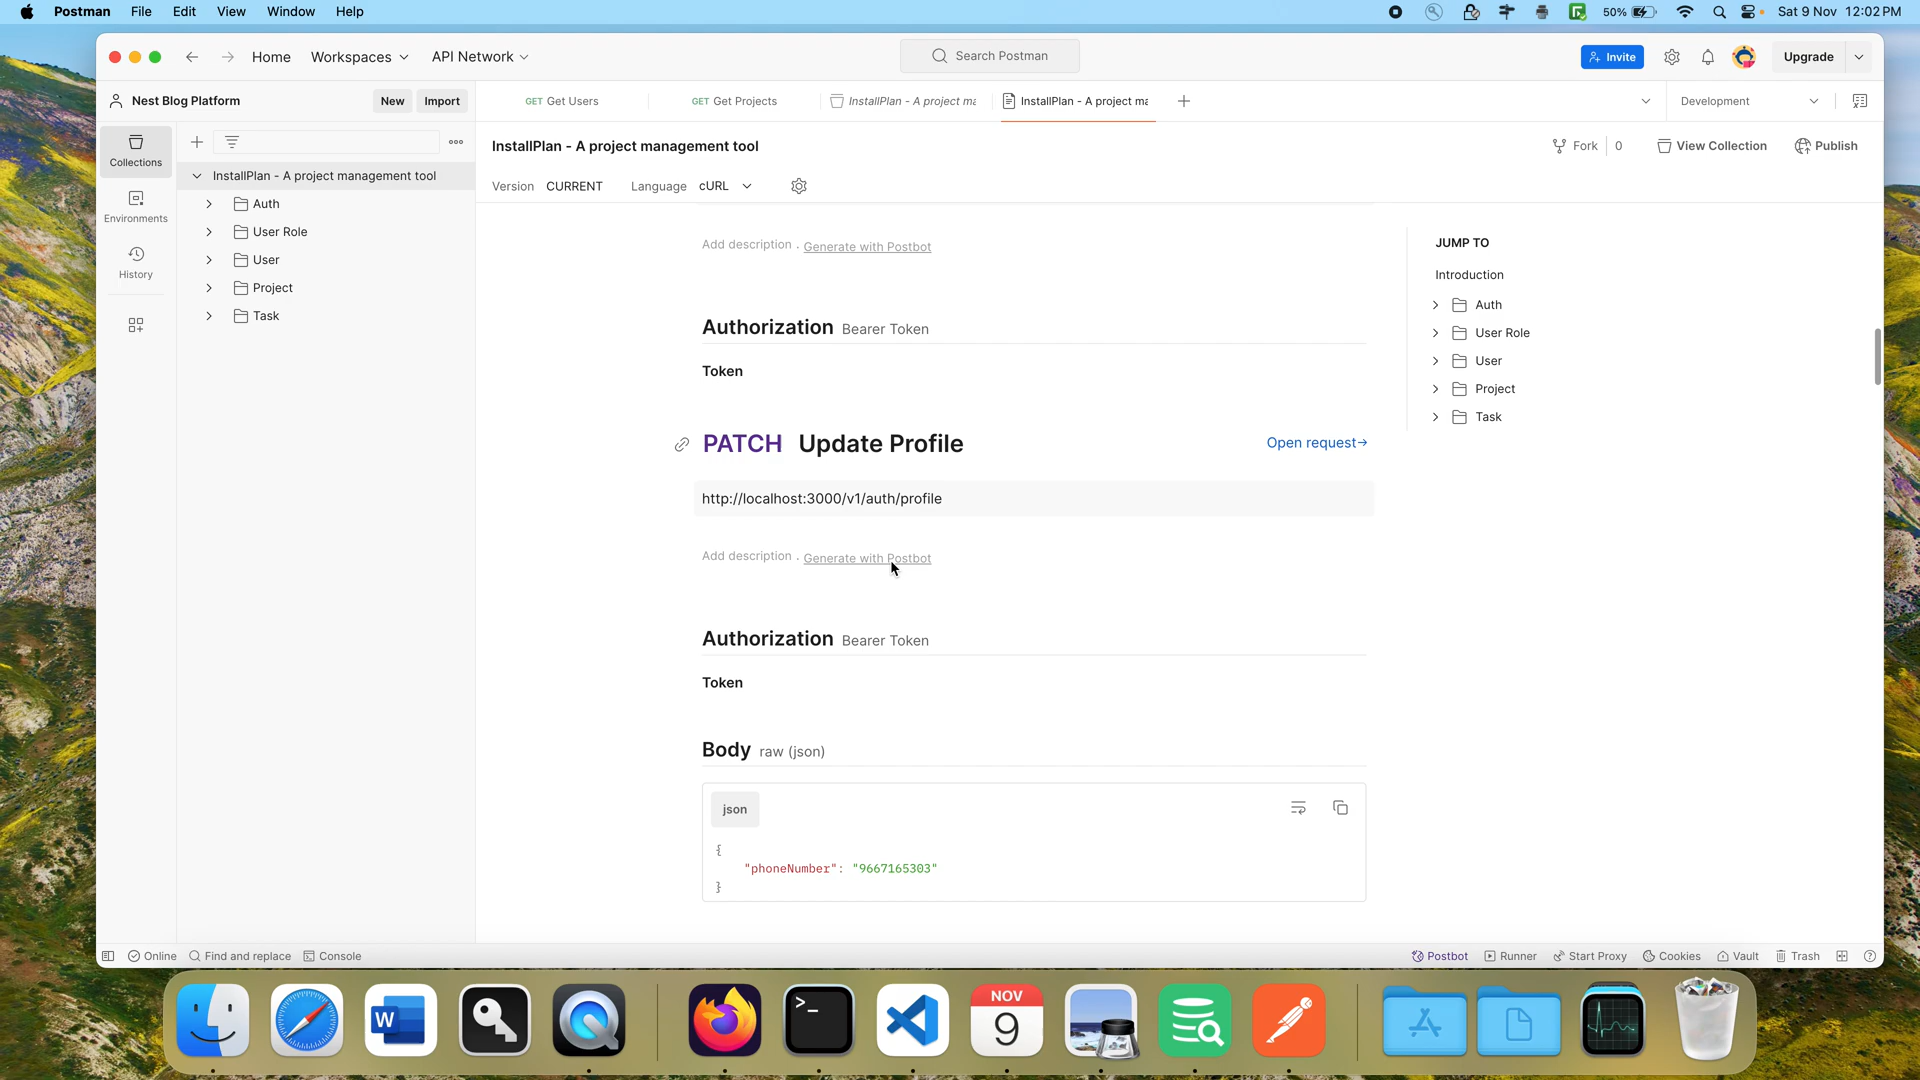 Postman File Edit View Window Help 50% Sat 9 Nov 12:02 PM
Home Workspaces API Network Search Postman Invite Upgrade
Nest Blog Platform New Import GET Get Users GET Get Projects InstallPlan - A project ma InstallPlan - A project ma Development
Collections
Environments
History
InstallPlan - A project management tool
Auth
User Role
User
Project
Task
InstallPlan - A project management tool Fork 0 View Collection Publish
Version CURRENT Language cURL
Add description . Generate with Postbot
Authorization Bearer Token
Token
PATCH Update Profile Open request→
http://localhost:3000/v1/auth/profile
Add description . Generate with Postbot
Authorization Bearer Token
Token
Body raw (json)
json
{
"phoneNumber": "9667165303"
}
JUMP TO
Introduction
Auth
User Role
User
Project
Task
Online Find and replace Console Postbot Runner Start Proxy Cookies Vault Trash
W
>_
NOV
9